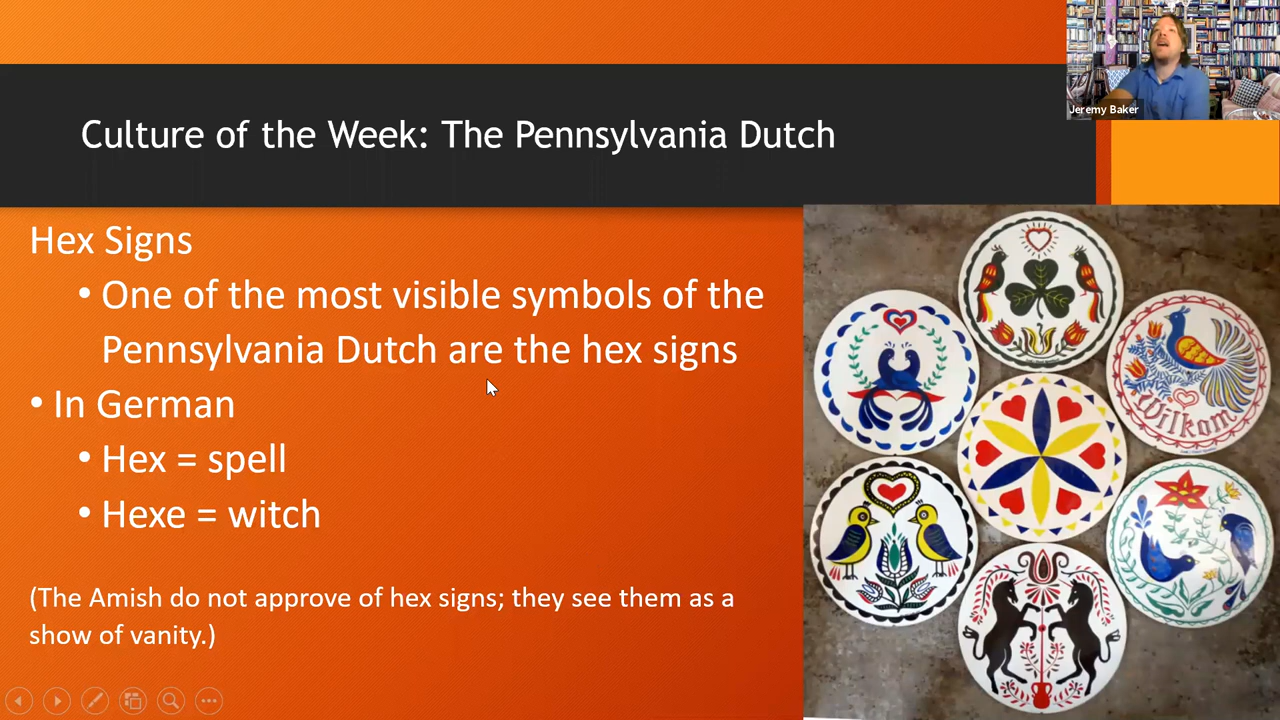 Jeremy Baker
Culture of the Week: The Pennsylvania Dutch
Hex Signs
• One of the most visible symbols of the
Pennsylvania Dutch are the hex signs
• In German
• Hex = spell
• Hexe = witch
(The Amish do not approve of hex signs; they see them as a
show of vanity.)
Wilkom